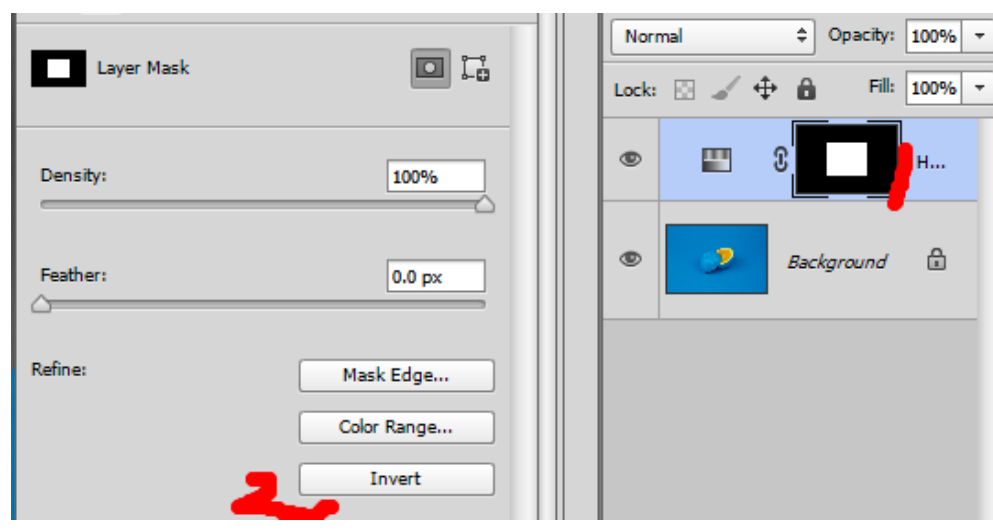 Layer Mask
Density: 100%
Feather: 0.0 px
Refine: Mask Edge...
Color Range...
Invert
2
Normal Opacity: 100%
Lock: Fill: 100%
H...
Background